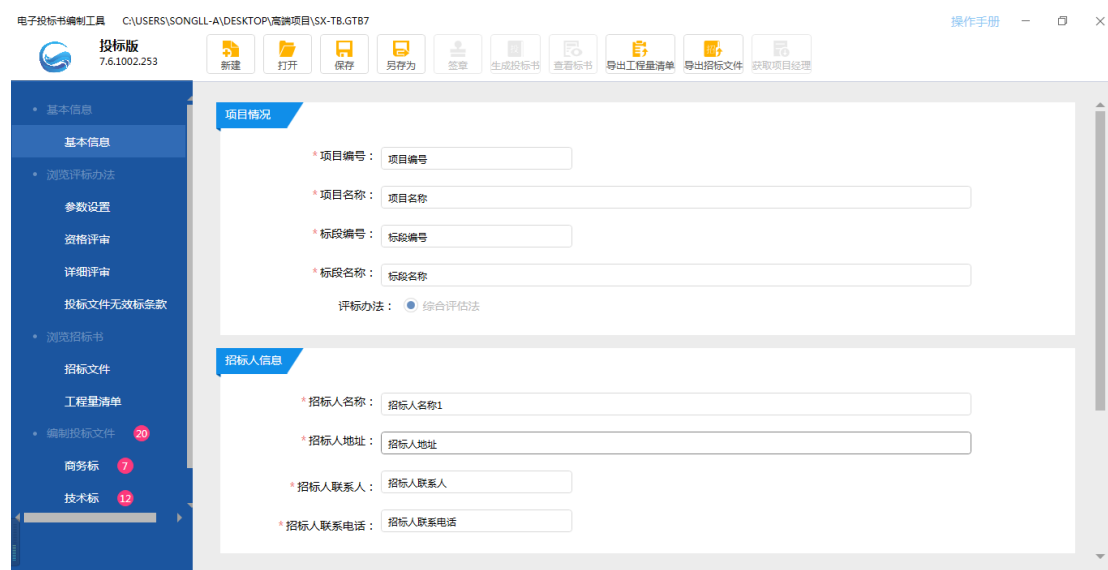 电子投标书编制工具 C:\USERS\SONGLL-A\DESKTOP\高端项目\SX-TB.GTB7 操作手册
投标版
7.6.1002.253
新建 打开 保存 另存为 签章 生成投标书 查看标书 导出工程量清单 导出招标文件 获取项目经理
基本信息
基本信息
浏览评标办法
参数设置
资格评审
详细评审
投标文件无效标条款
浏览招标书
招标文件
工程量清单
编制投标文件 20
商务标 7
技术标 12
项目情况
*项目编号： 项目编号
*项目名称： 项目名称
*标段编号： 标段编号
*标段名称： 标段名称
评标办法： 综合评估法
招标人信息
*招标人名称： 招标人名称1
*招标人地址： 招标人地址
*招标人联系人： 招标人联系人
*招标人联系电话： 招标人联系电话